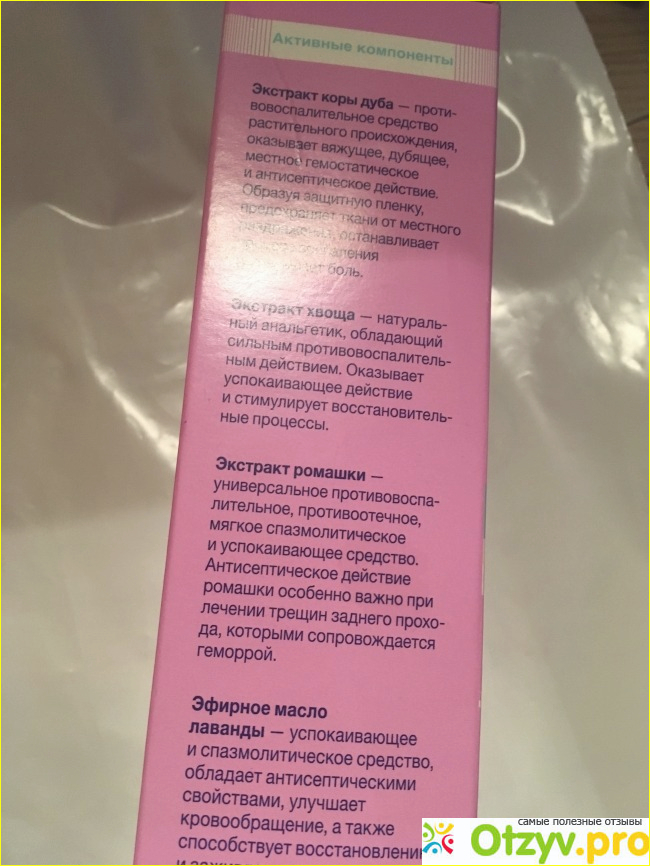 Активные компоненты
Экстракт коры дуба — проти-
вовоспалительное средство
растительного происхождения,
оказывает вяжущее, дубящее,
местное гемостатическое
и антисептическое действие.
Образуя защитную пленку,
предохраняет ткани от местного
останавливает
боль.
Экстракт хвоща — натураль-
ный анальгетик, обладающий
сильным противовоспалитель-
ным действием. Оказывает
успокаивающее действие
и стимулирует восстановитель-
ные процессы.
Экстракт ромашки —
универсальное противовоспа-
лительное, противоотечное,
мягкое спазмолитическое
и успокаивающее средство.
Антисептическое действие
ромашки особенно важно при
лечении трещин заднего прохо-
да, которыми сопровождается
геморрой.
Эфирное масло
лаванды — успокаивающее
и спазмолитическое средство,
обладает антисептическими
свойствами, улучшает
кровообращение, а также
способствует восстановлени
самые полезные отзывы
Otzyv.pro